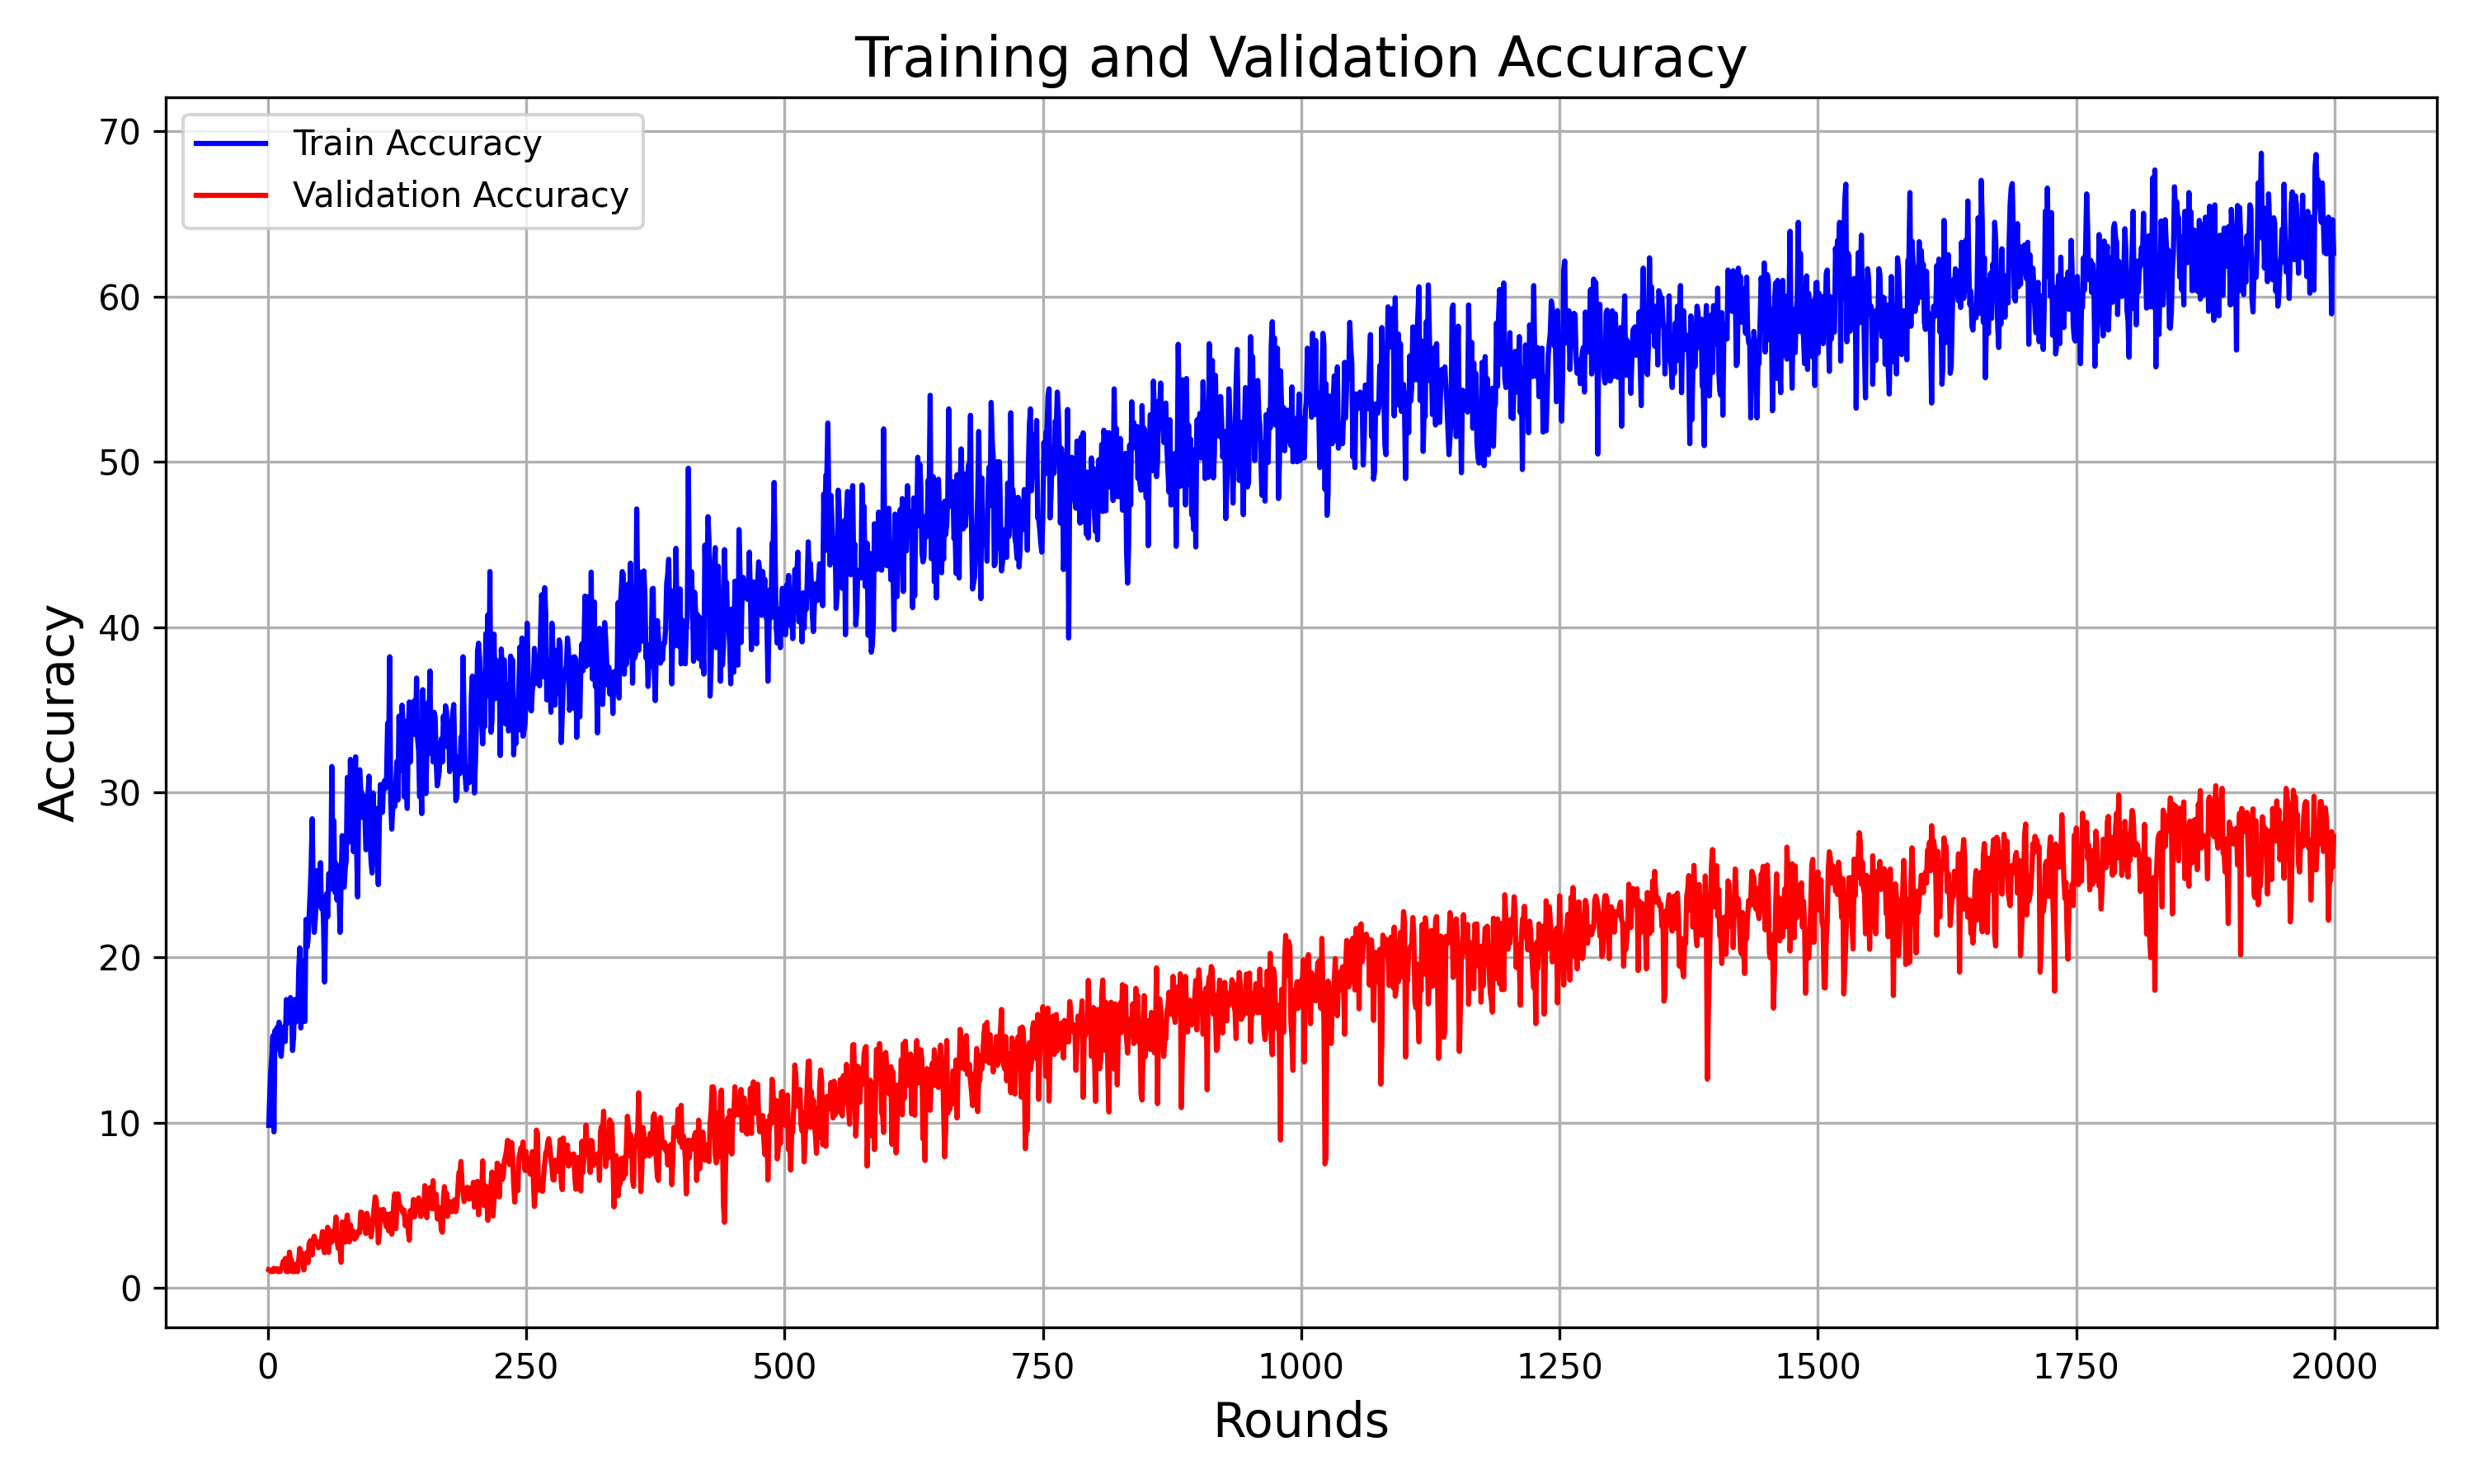 Training and Validation Accuracy
Train Accuracy
Validation Accuracy
Accuracy
70
60
50
40
30
20
10
0
0 250 500 750 1000 1250 1500 1750 2000
Rounds